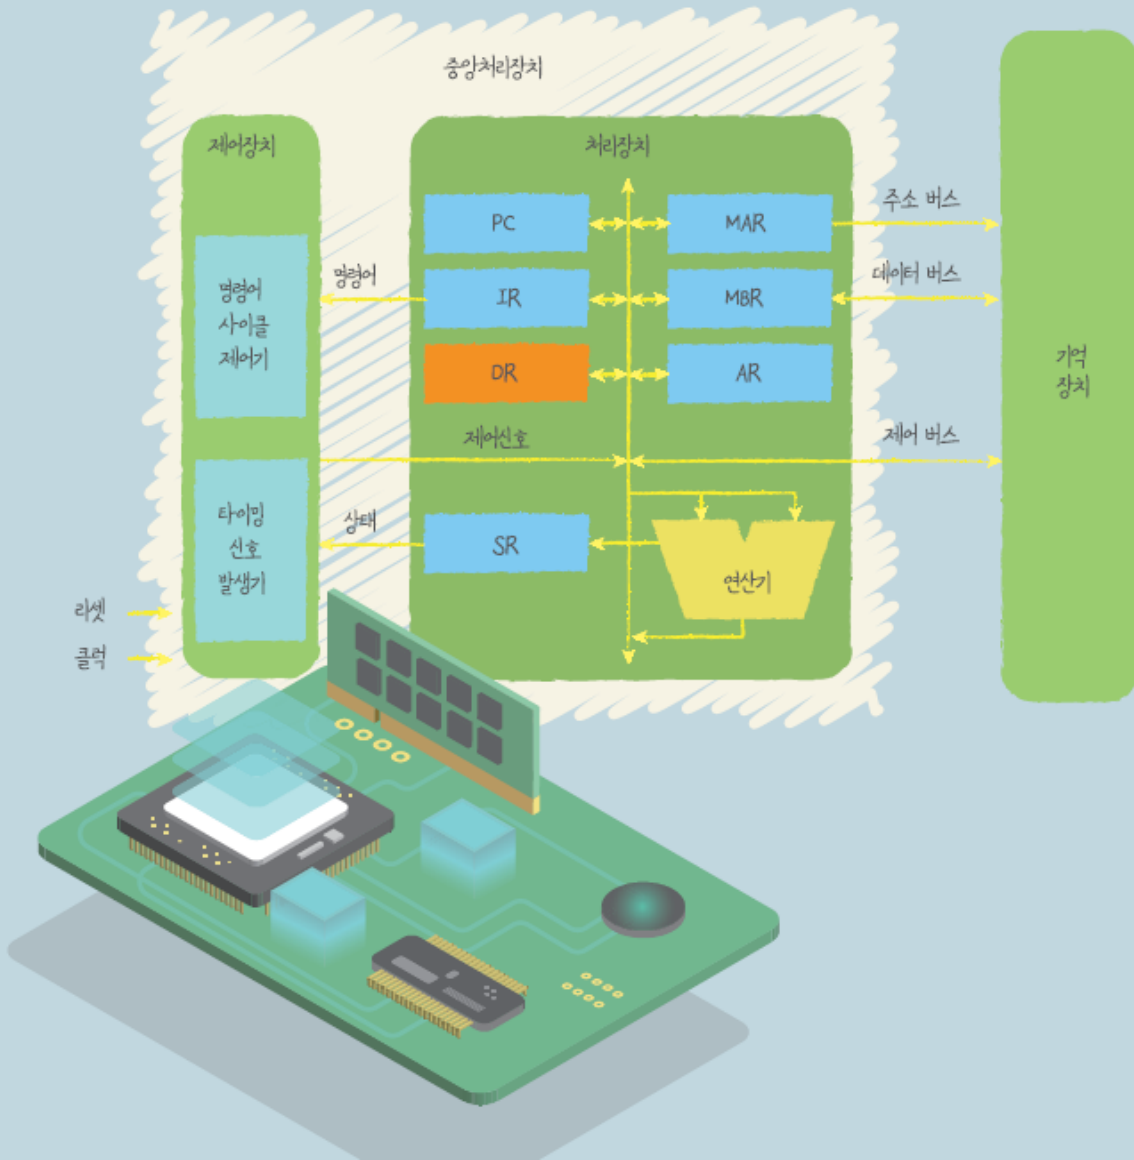 중앙처리장치
제어장치
처리장치
PC
MAR
주소 버스
명령어
IR
MBR
데이터 버스
명령어
사이클
제어기
DR
AR
기억
장치
제어신호
제어 버스
타이밍
신호
발생기
상태
SR
연산기
리셋
클럭